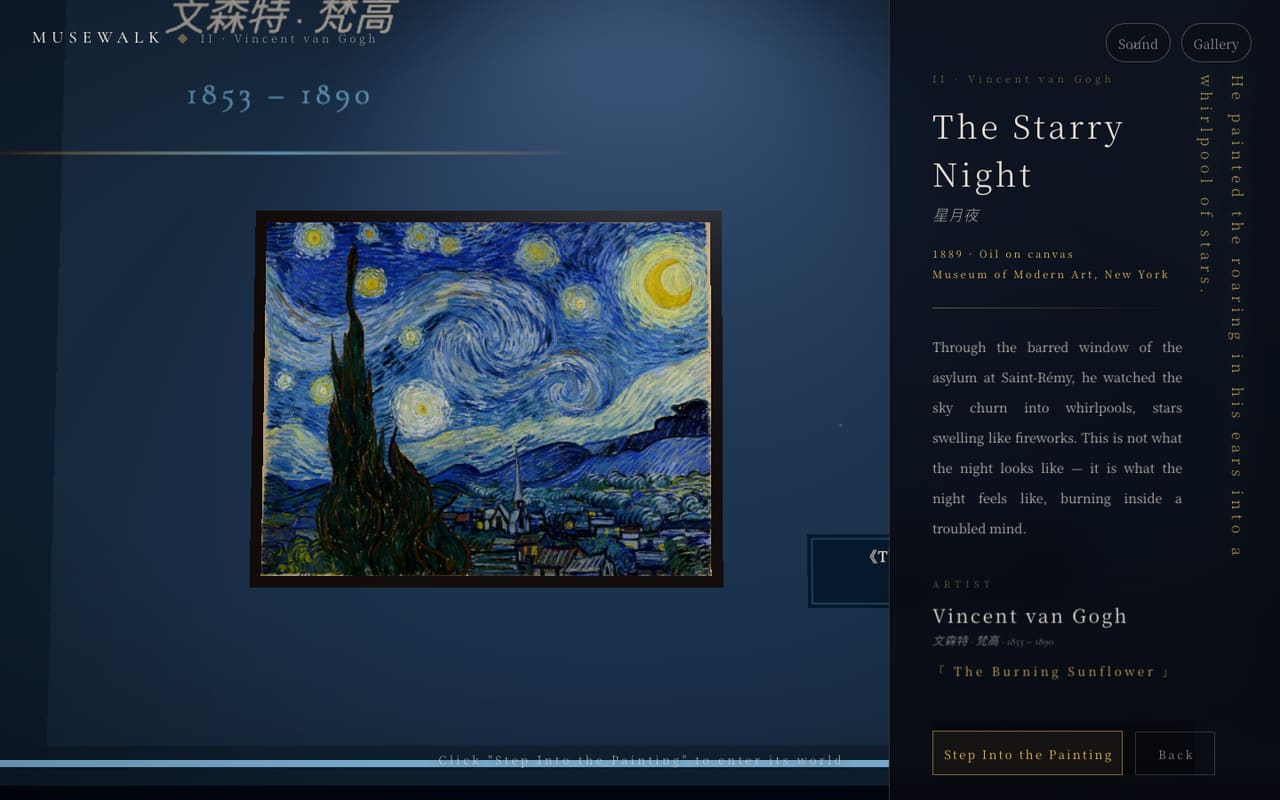 文森特 · 梵高
MUSEWALK ◆ II · Vincent van Gogh
1853 – 1890
《T
Click "Step Into the Painting" to enter its world
Sound
Gallery
II · Vincent van Gogh
The Starry
Night
星月夜
1889 · Oil on canvas
Museum of Modern Art, New York
He painted the roaring in his ears into a
whirlpool of stars.
Through the barred window of the
asylum at Saint-Rémy, he watched the
sky churn into whirlpools, stars
swelling like fireworks. This is not what
the night looks like — it is what the
night feels like, burning inside a
troubled mind.
ARTIST
Vincent van Gogh
文森特 · 梵高 · 1853 – 1890
「 The Burning Sunflower 」
Step Into the Painting
Back